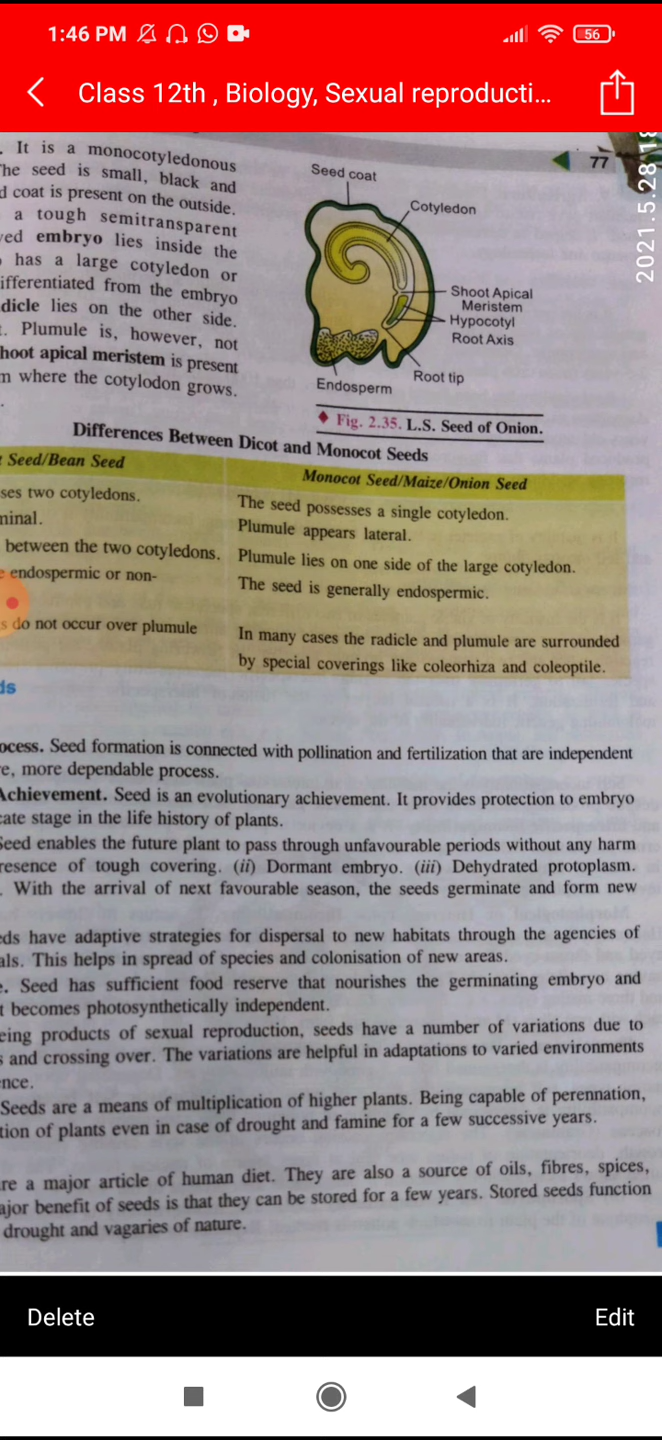 1:46 PM
56
Class 12th , Biology, Sexual reproducti...
. It is a monocotyledonous
The seed is small, black and
d coat is present on the outside.
a tough semitransparent
ved embryo lies inside the
has a large cotyledon or
ifferentiated from the embryo
dicle lies on the other side.
. Plumule is, however, not
hoot apical meristem is present
m where the cotylodon grows.
77
2021.5.28 18
Seed coat
Cotyledon
Shoot Apical
Meristem
Hypocotyl
Root Axis
Root tip
Endosperm
Fig. 2.35. L.S. Seed of Onion.
Differences Between Dicot and Monocot Seeds
Seed/Bean Seed
Monocot Seed/Maize/Onion Seed
ses two cotyledons.
The seed possesses a single cotyledon.
minal.
Plumule appears lateral.
between the two cotyledons.
Plumule lies on one side of the large cotyledon.
e endospermic or non-
The seed is generally endospermic.
s do not occur over plumule
In many cases the radicle and plumule are surrounded
by special coverings like coleorhiza and coleoptile.
ds
ocess. Seed formation is connected with pollination and fertilization that are independent
re, more dependable process.
Achievement. Seed is an evolutionary achievement. It provides protection to embryo
cate stage in the life history of plants.
Seed enables the future plant to pass through unfavourable periods without any harm
resence of tough covering. (ii) Dormant embryo. (iii) Dehydrated protoplasm.
. With the arrival of next favourable season, the seeds germinate and form new
eds have adaptive strategies for dispersal to new habitats through the agencies of
als. This helps in spread of species and colonisation of new areas.
e. Seed has sufficient food reserve that nourishes the germinating embryo and
t becomes photosynthetically independent.
eing products of sexual reproduction, seeds have a number of variations due to
s and crossing over. The variations are helpful in adaptations to varied environments
ence.
Seeds are a means of multiplication of higher plants. Being capable of perennation,
tion of plants even in case of drought and famine for a few successive years.
re a major article of human diet. They are also a source of oils, fibres, spices,
ajor benefit of seeds is that they can be stored for a few years. Stored seeds function
drought and vagaries of nature.
Delete
Edit